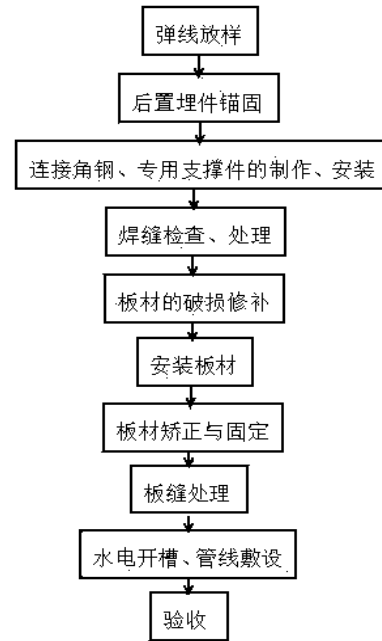 弹线放样
后置埋件锚固
连接角钢、专用支撑件的制作、安装
焊缝检查、处理
板材的破损修补
安装板材
板材矫正与固定
板缝处理
水电开槽、管线敷设
验收